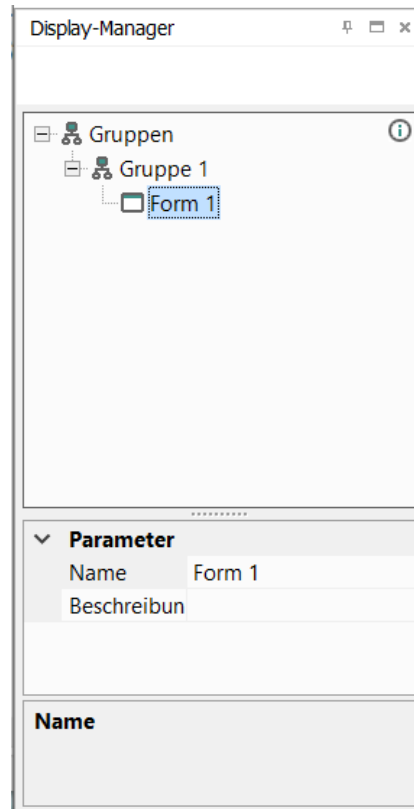 Display-Manager
Gruppen
Gruppe 1
Form 1
Parameter
Name Form 1
Beschreibun
Name